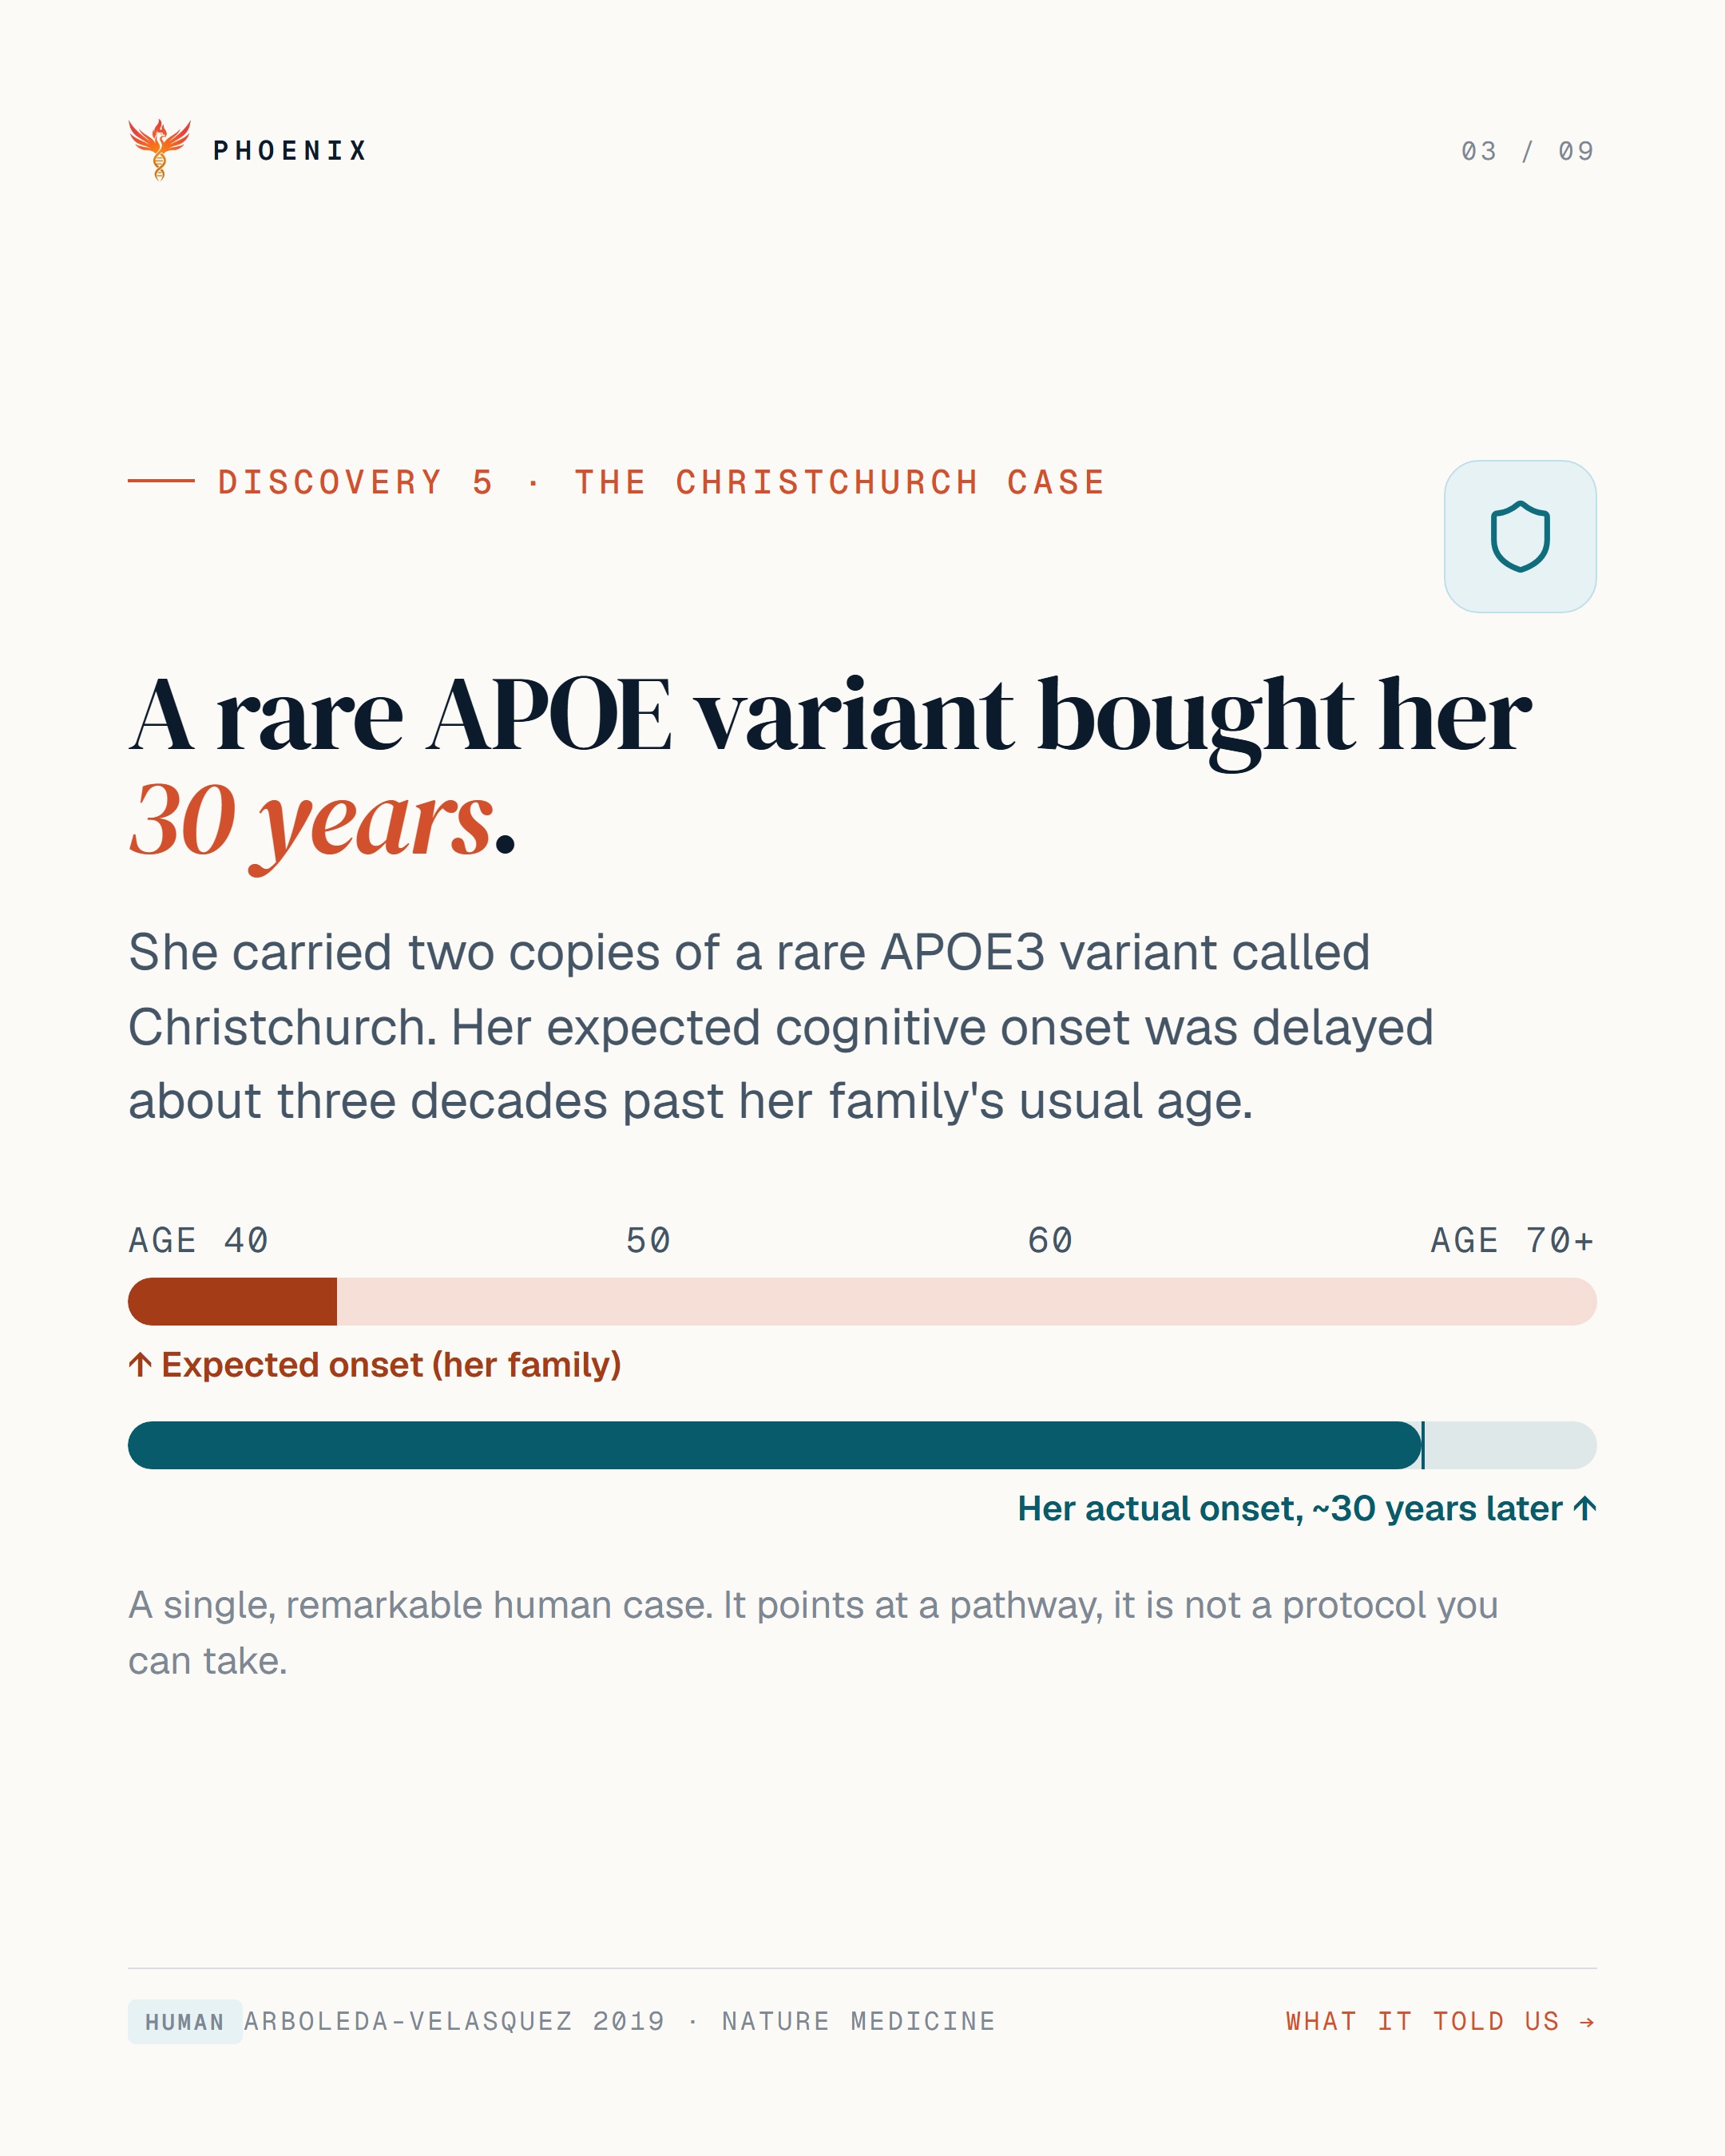 PHOENIX
03 / 09
DISCOVERY 5 · THE CHRISTCHURCH CASE
A rare APOE variant bought her
30 years.
She carried two copies of a rare APOE3 variant called
Christchurch. Her expected cognitive onset was delayed
about three decades past her family's usual age.
AGE 40 50 60 AGE 70+
↑ Expected onset (her family)
Her actual onset, ~30 years later ↑
A single, remarkable human case. It points at a pathway, it is not a protocol you
can take.
HUMAN ARBOLEDA-VELASQUEZ 2019 · NATURE MEDICINE
WHAT IT TOLD US →